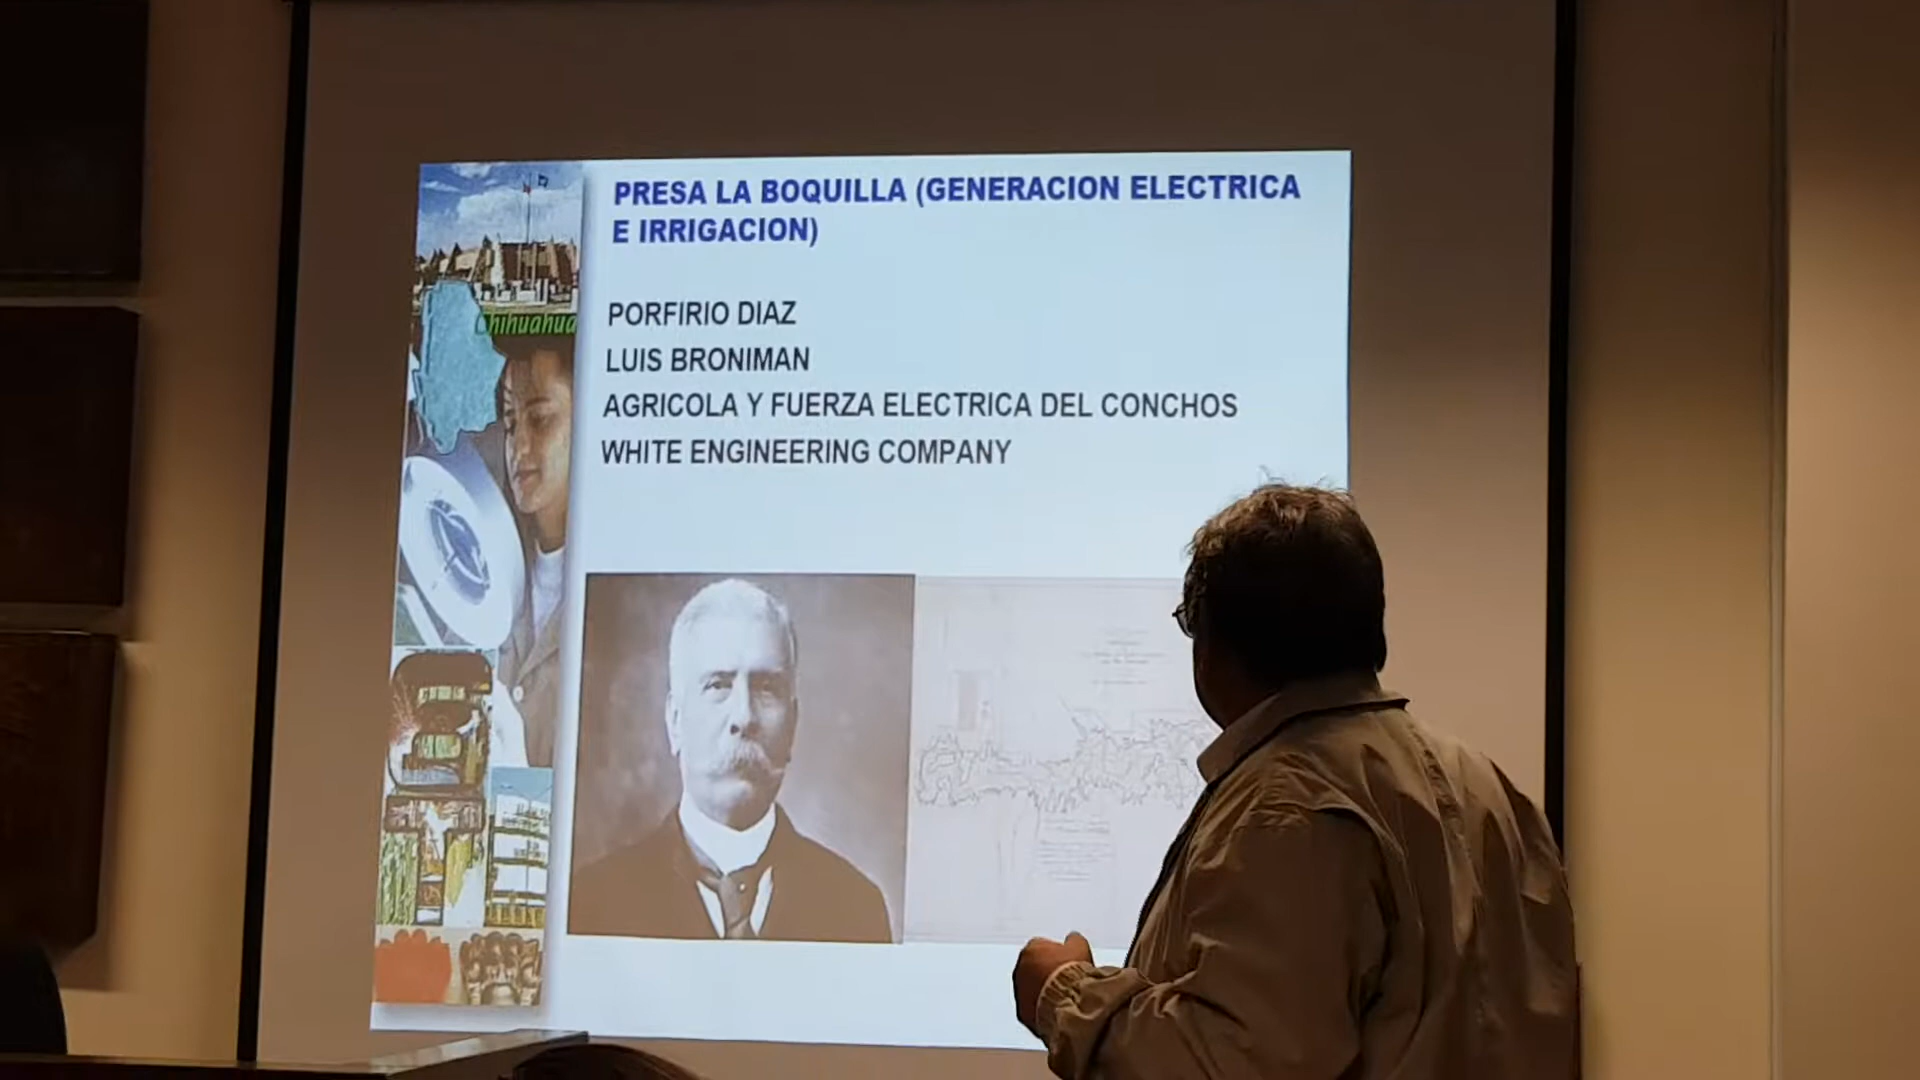 PRESA LA BOQUILLA (GENERACION ELECTRICA
E IRRIGACION)
Chihuahua
PORFIRIO DIAZ
LUIS BRONIMAN
AGRICOLA Y FUERZA ELECTRICA DEL CONCHOS
WHITE ENGINEERING COMPANY